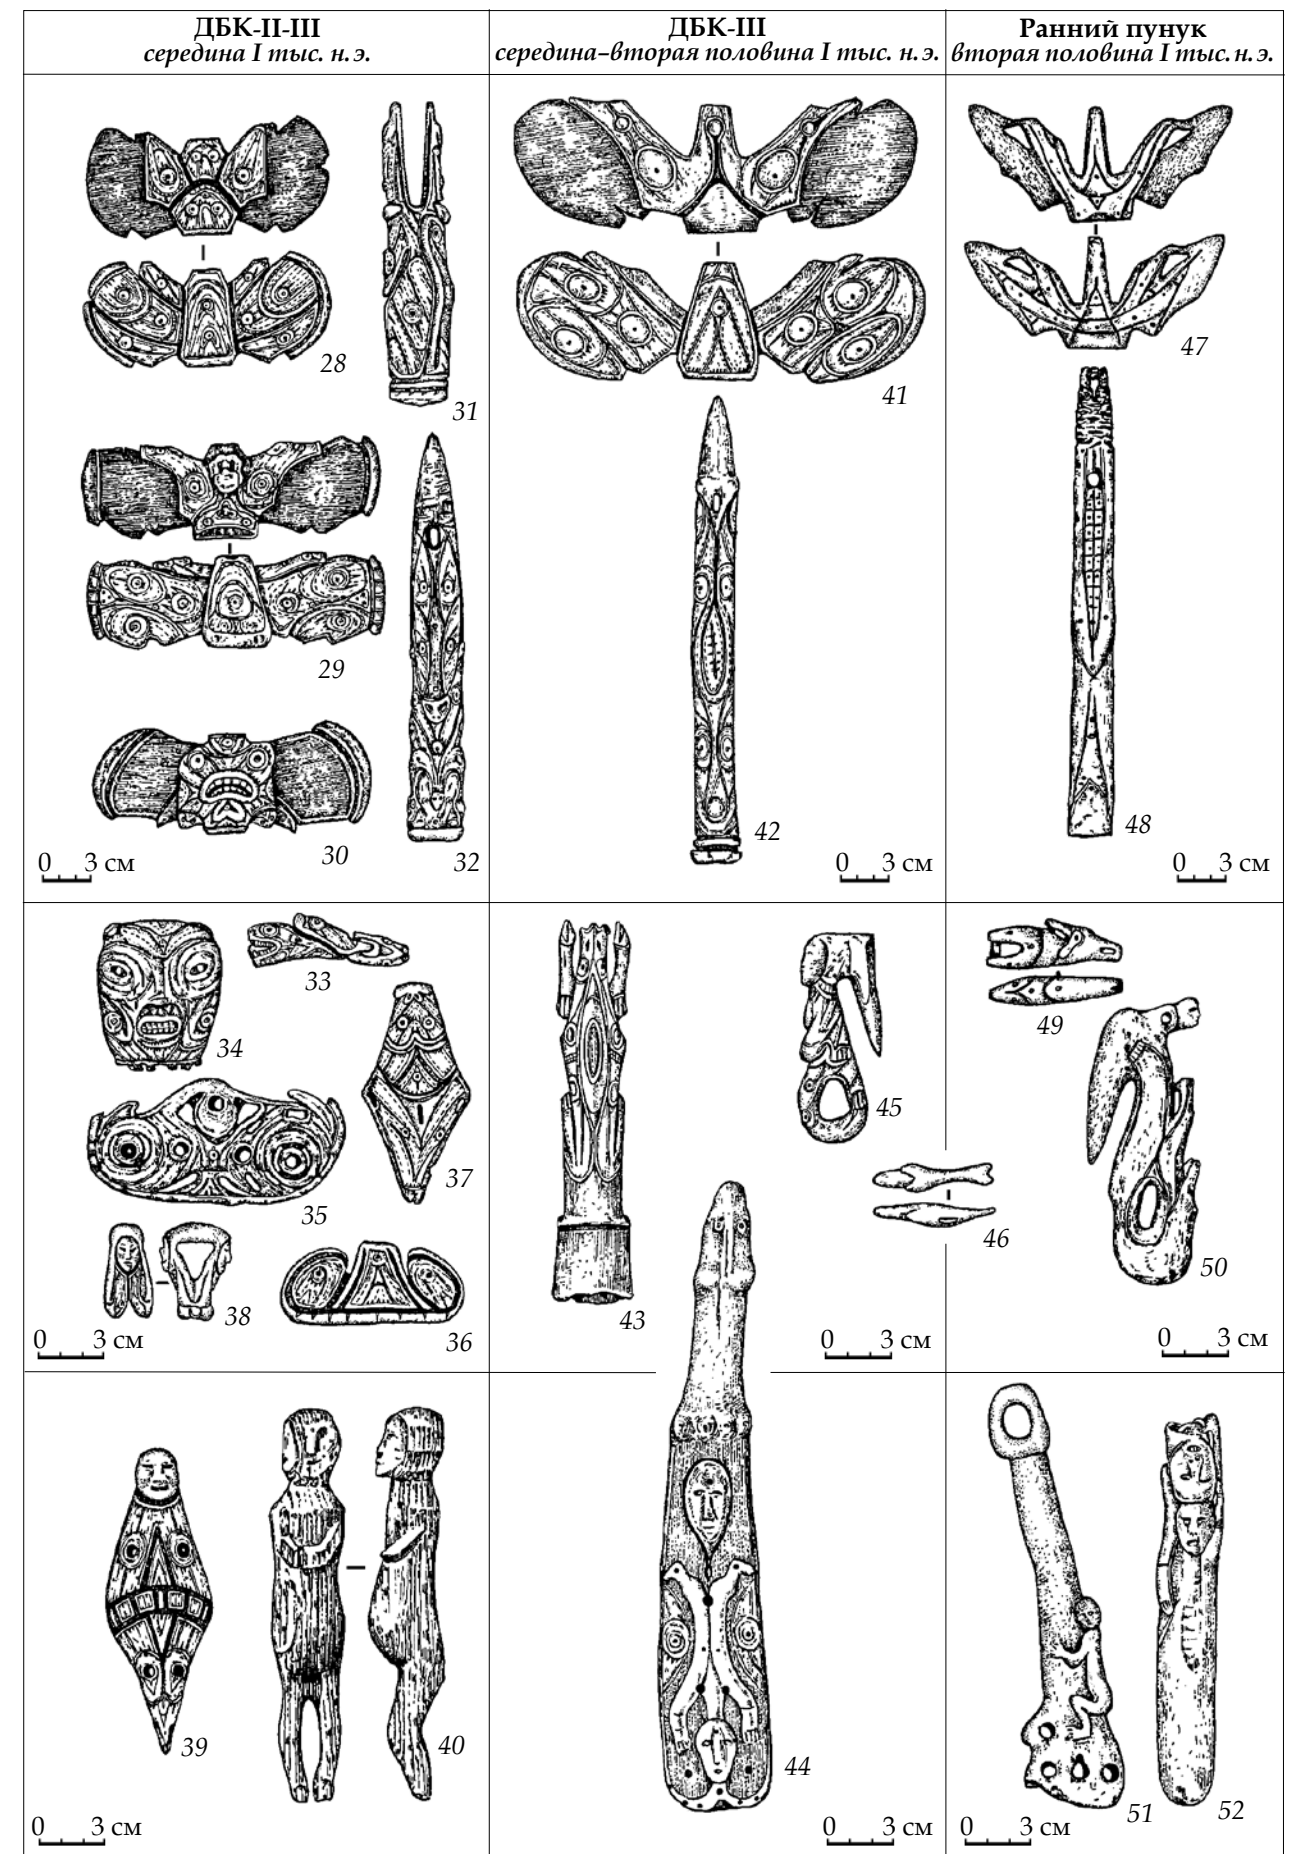 ДБК-II-III
середина I тыс. н. э.
ДБК-III
середина–вторая половина I тыс. н. э.
Ранний пунук
вторая половина I тыс. н. э.
28
31
29
30
32
0 3 см
41
42
0 3 см
47
48
0 3 см
33
34
37
35
38
36
0 3 см
43
45
46
0 3 см
49
50
0 3 см
39
40
0 3 см
44
0 3 см
51
52
0 3 см